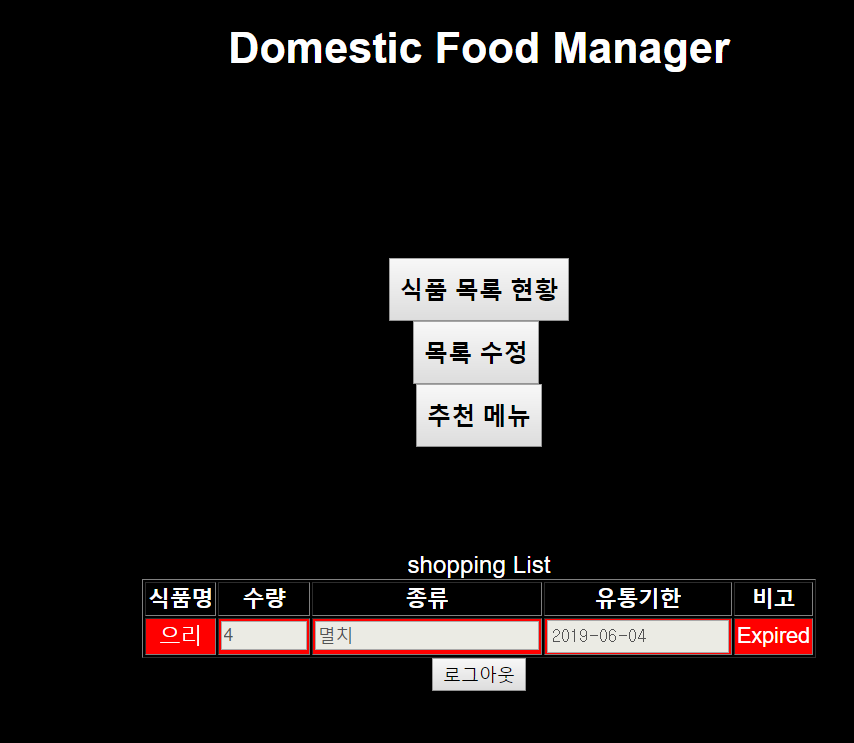 Domestic Food Manager
식품 목록 현황
목록 수정
추천 메뉴
shopping List
식품명 수량 종류 유통기한 비고
으리 4 멸치 2019-06-04 Expired
로그아웃